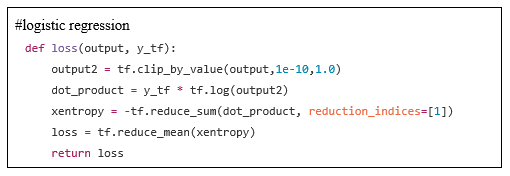 #logistic regression
def loss(output, y_tf):
    output2 = tf.clip_by_value(output,1e-10,1.0)
    dot_product = y_tf * tf.log(output2)
    xentropy = -tf.reduce_sum(dot_product, reduction_indices=[1])
    loss = tf.reduce_mean(xentropy)
    return loss